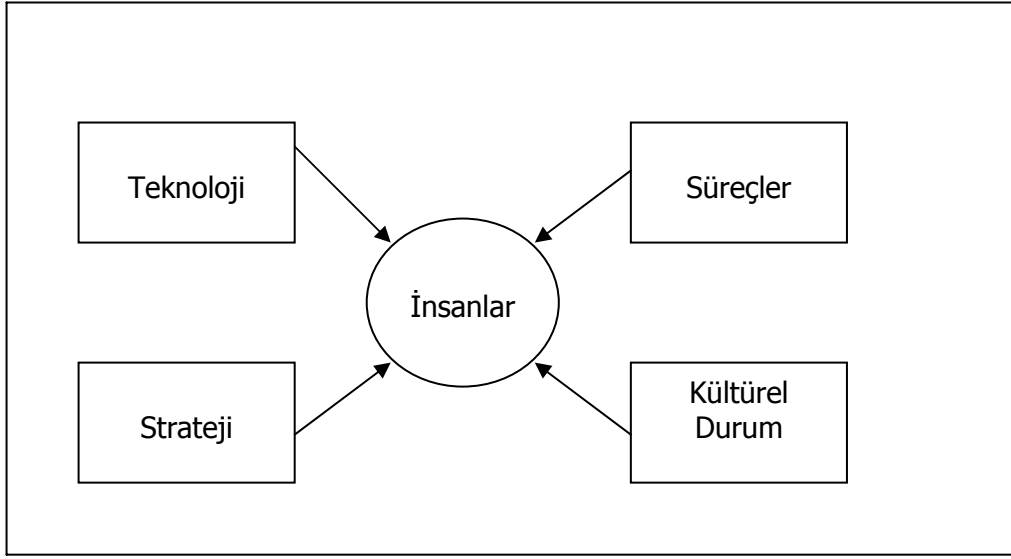 Teknoloji
Süreçler
İnsanlar
Strateji
Kültürel
Durum